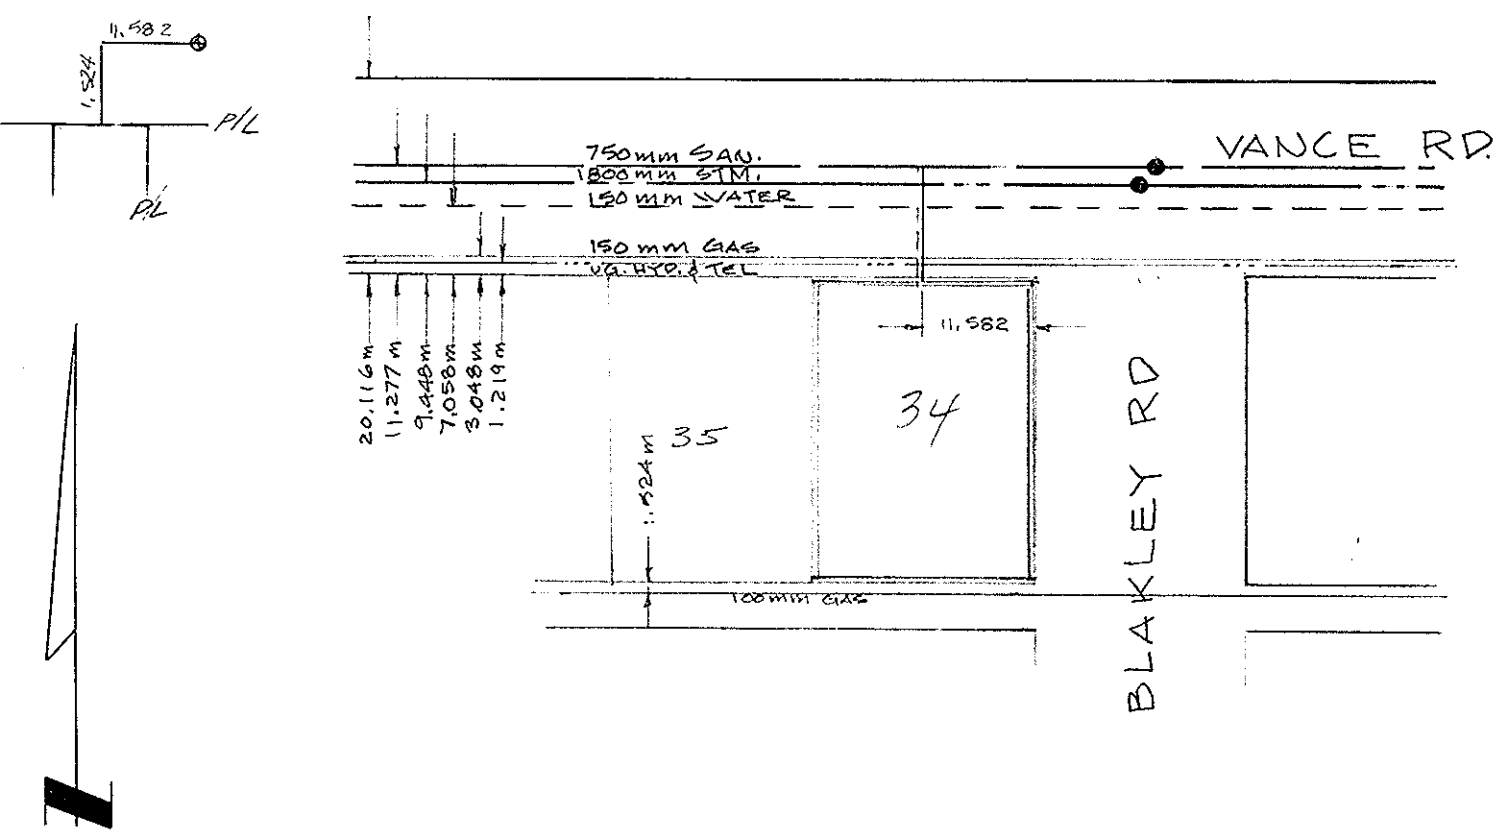 11.582
1.524
P/L
P/L
VANCE RD.
750mm SAN.
1800mm STM.
150mm WATER
150mm GAS
UG. HYD. & TEL
20.116m
11.277m
9.448m
7.058m
3.048m
1.219m
11.582
34
35
1.524m
BLAKLEY RD
100mm GAS